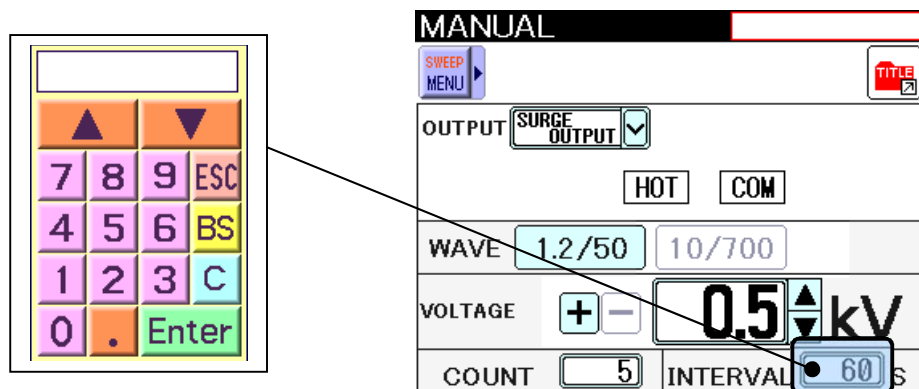 ▲ ▼
7 8 9 ESC
4 5 6 BS
1 2 3 C
0 . Enter
MANUAL
SWEEP
MENU
TITLE
OUTPUT SURGE
OUTPUT
HOT COM
WAVE 1.2/50 10/700
VOLTAGE + − 0.5 ▲ ▼ kV
COUNT 5 INTERVAL 60 S